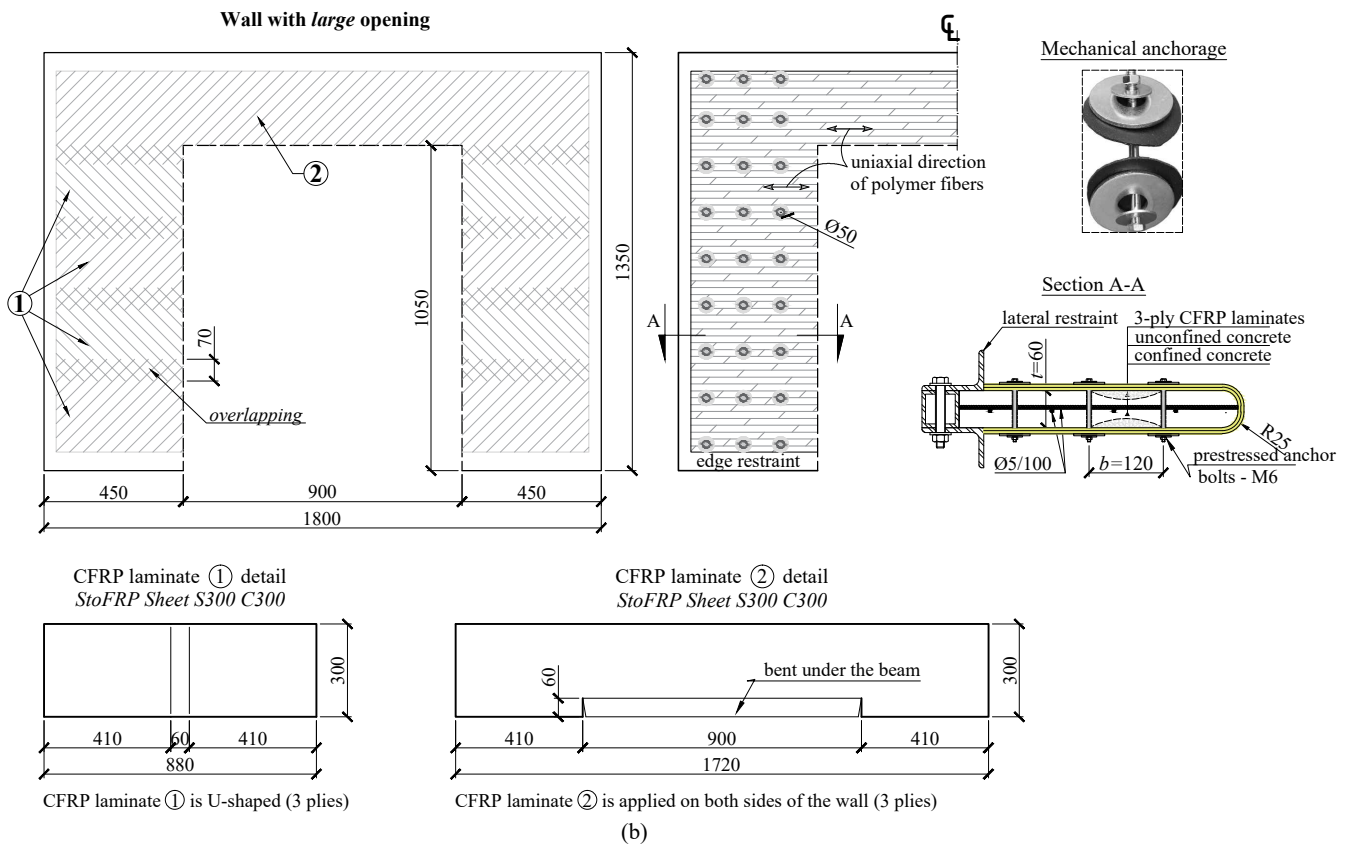 Wall with large opening
1
2
70
overlapping
1050
1350
450
900
450
1800
℄
uniaxial direction
of polymer fibers
Ø50
A
A
edge restraint
Mechanical anchorage
Section A-A
lateral restraint
3-ply CFRP laminates
unconfined concrete
confined concrete
t=60
R25
Ø5/100
b=120
prestressed anchor
bolts - M6
CFRP laminate 1 detail
StoFRP Sheet S300 C300
300
410
60
410
880
CFRP laminate 1 is U-shaped (3 plies)
CFRP laminate 2 detail
StoFRP Sheet S300 C300
60
bent under the beam
300
410
900
410
1720
CFRP laminate 2 is applied on both sides of the wall (3 plies)
(b)